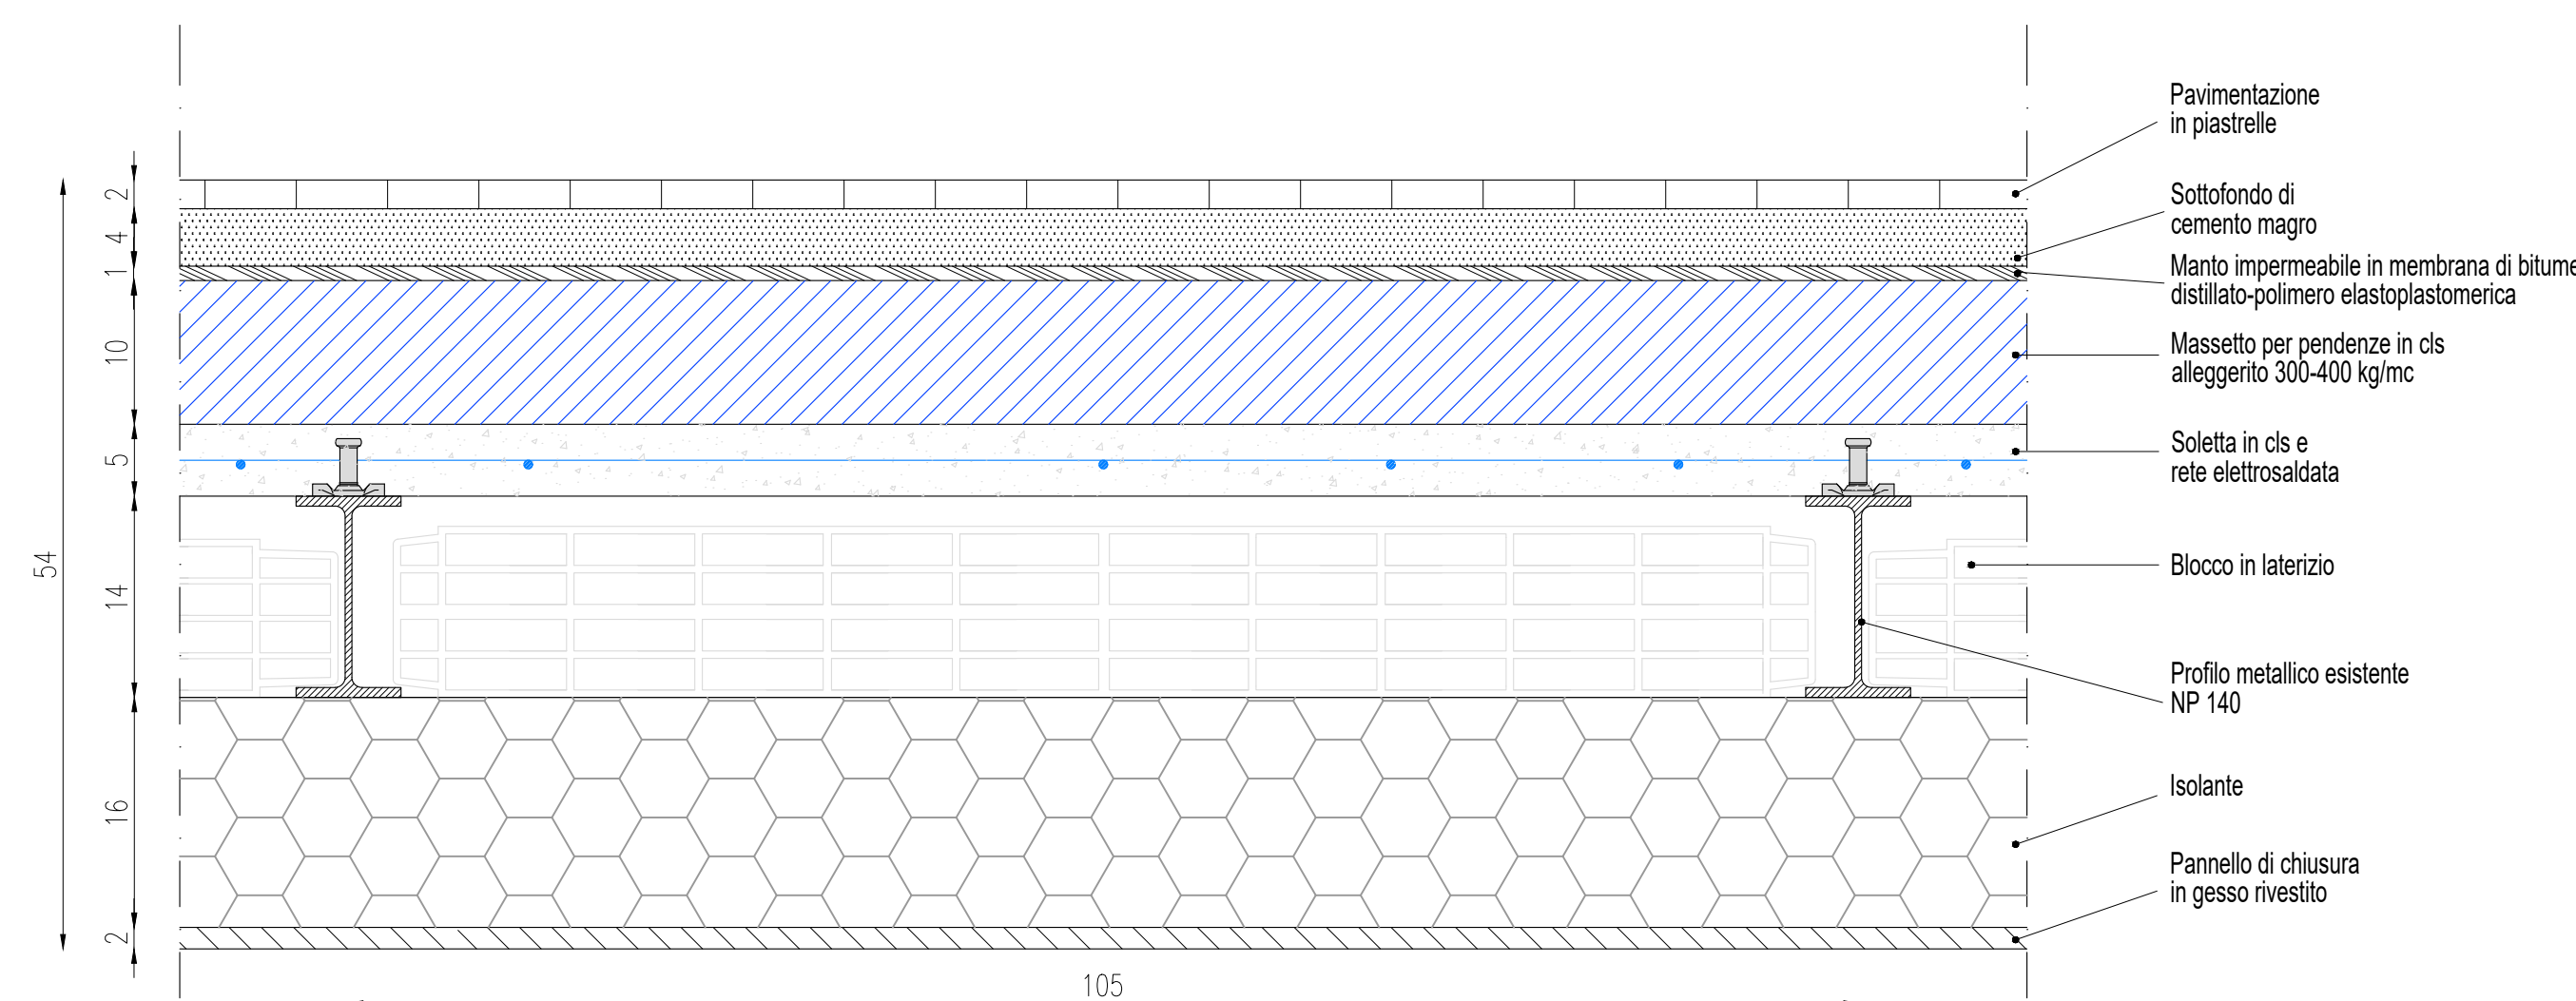 Pavimentazione
in piastrelle
Sottofondo di
cemento magro
Manto impermeabile in membrana di bitume
distillato-polimero elastoplastomerica
Massetto per pendenze in cls
alleggerito 300-400 kg/mc
Soletta in cls e
rete elettrosaldata
Blocco in laterizio
Profilo metallico esistente
NP 140
Isolante
Pannello di chiusura
in gesso rivestito
2
4
1
10
5
14
16
2
54
105